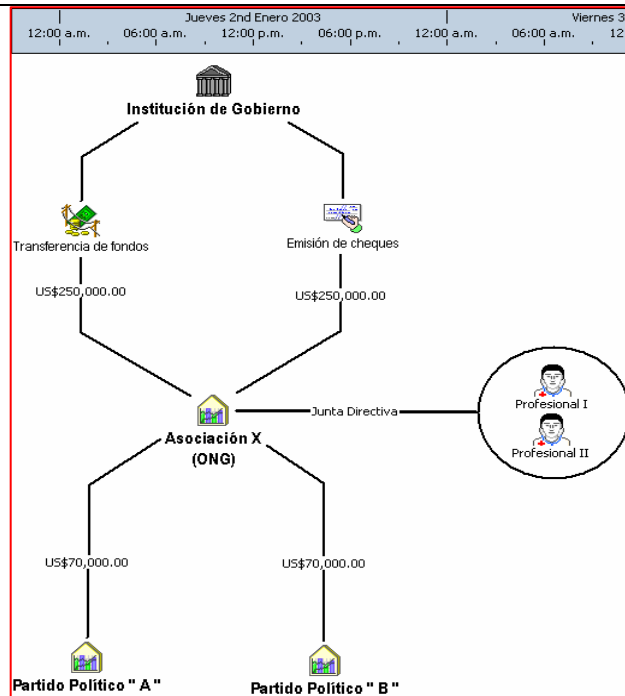 Jueves 2nd Enero 2003 Viernes 3
12:00 a.m. 06:00 a.m. 12:00 p.m. 06:00 p.m. 12:00 a.m. 06:00 a.m. 12
Institución de Gobierno
Transferencia de fondos Emisión de cheques
US$250,000.00 US$250,000.00
Junta Directiva
Profesional I
Profesional II
Asociación X
(ONG)
US$70,000.00 US$70,000.00
Partido Político " A " Partido Político " B "